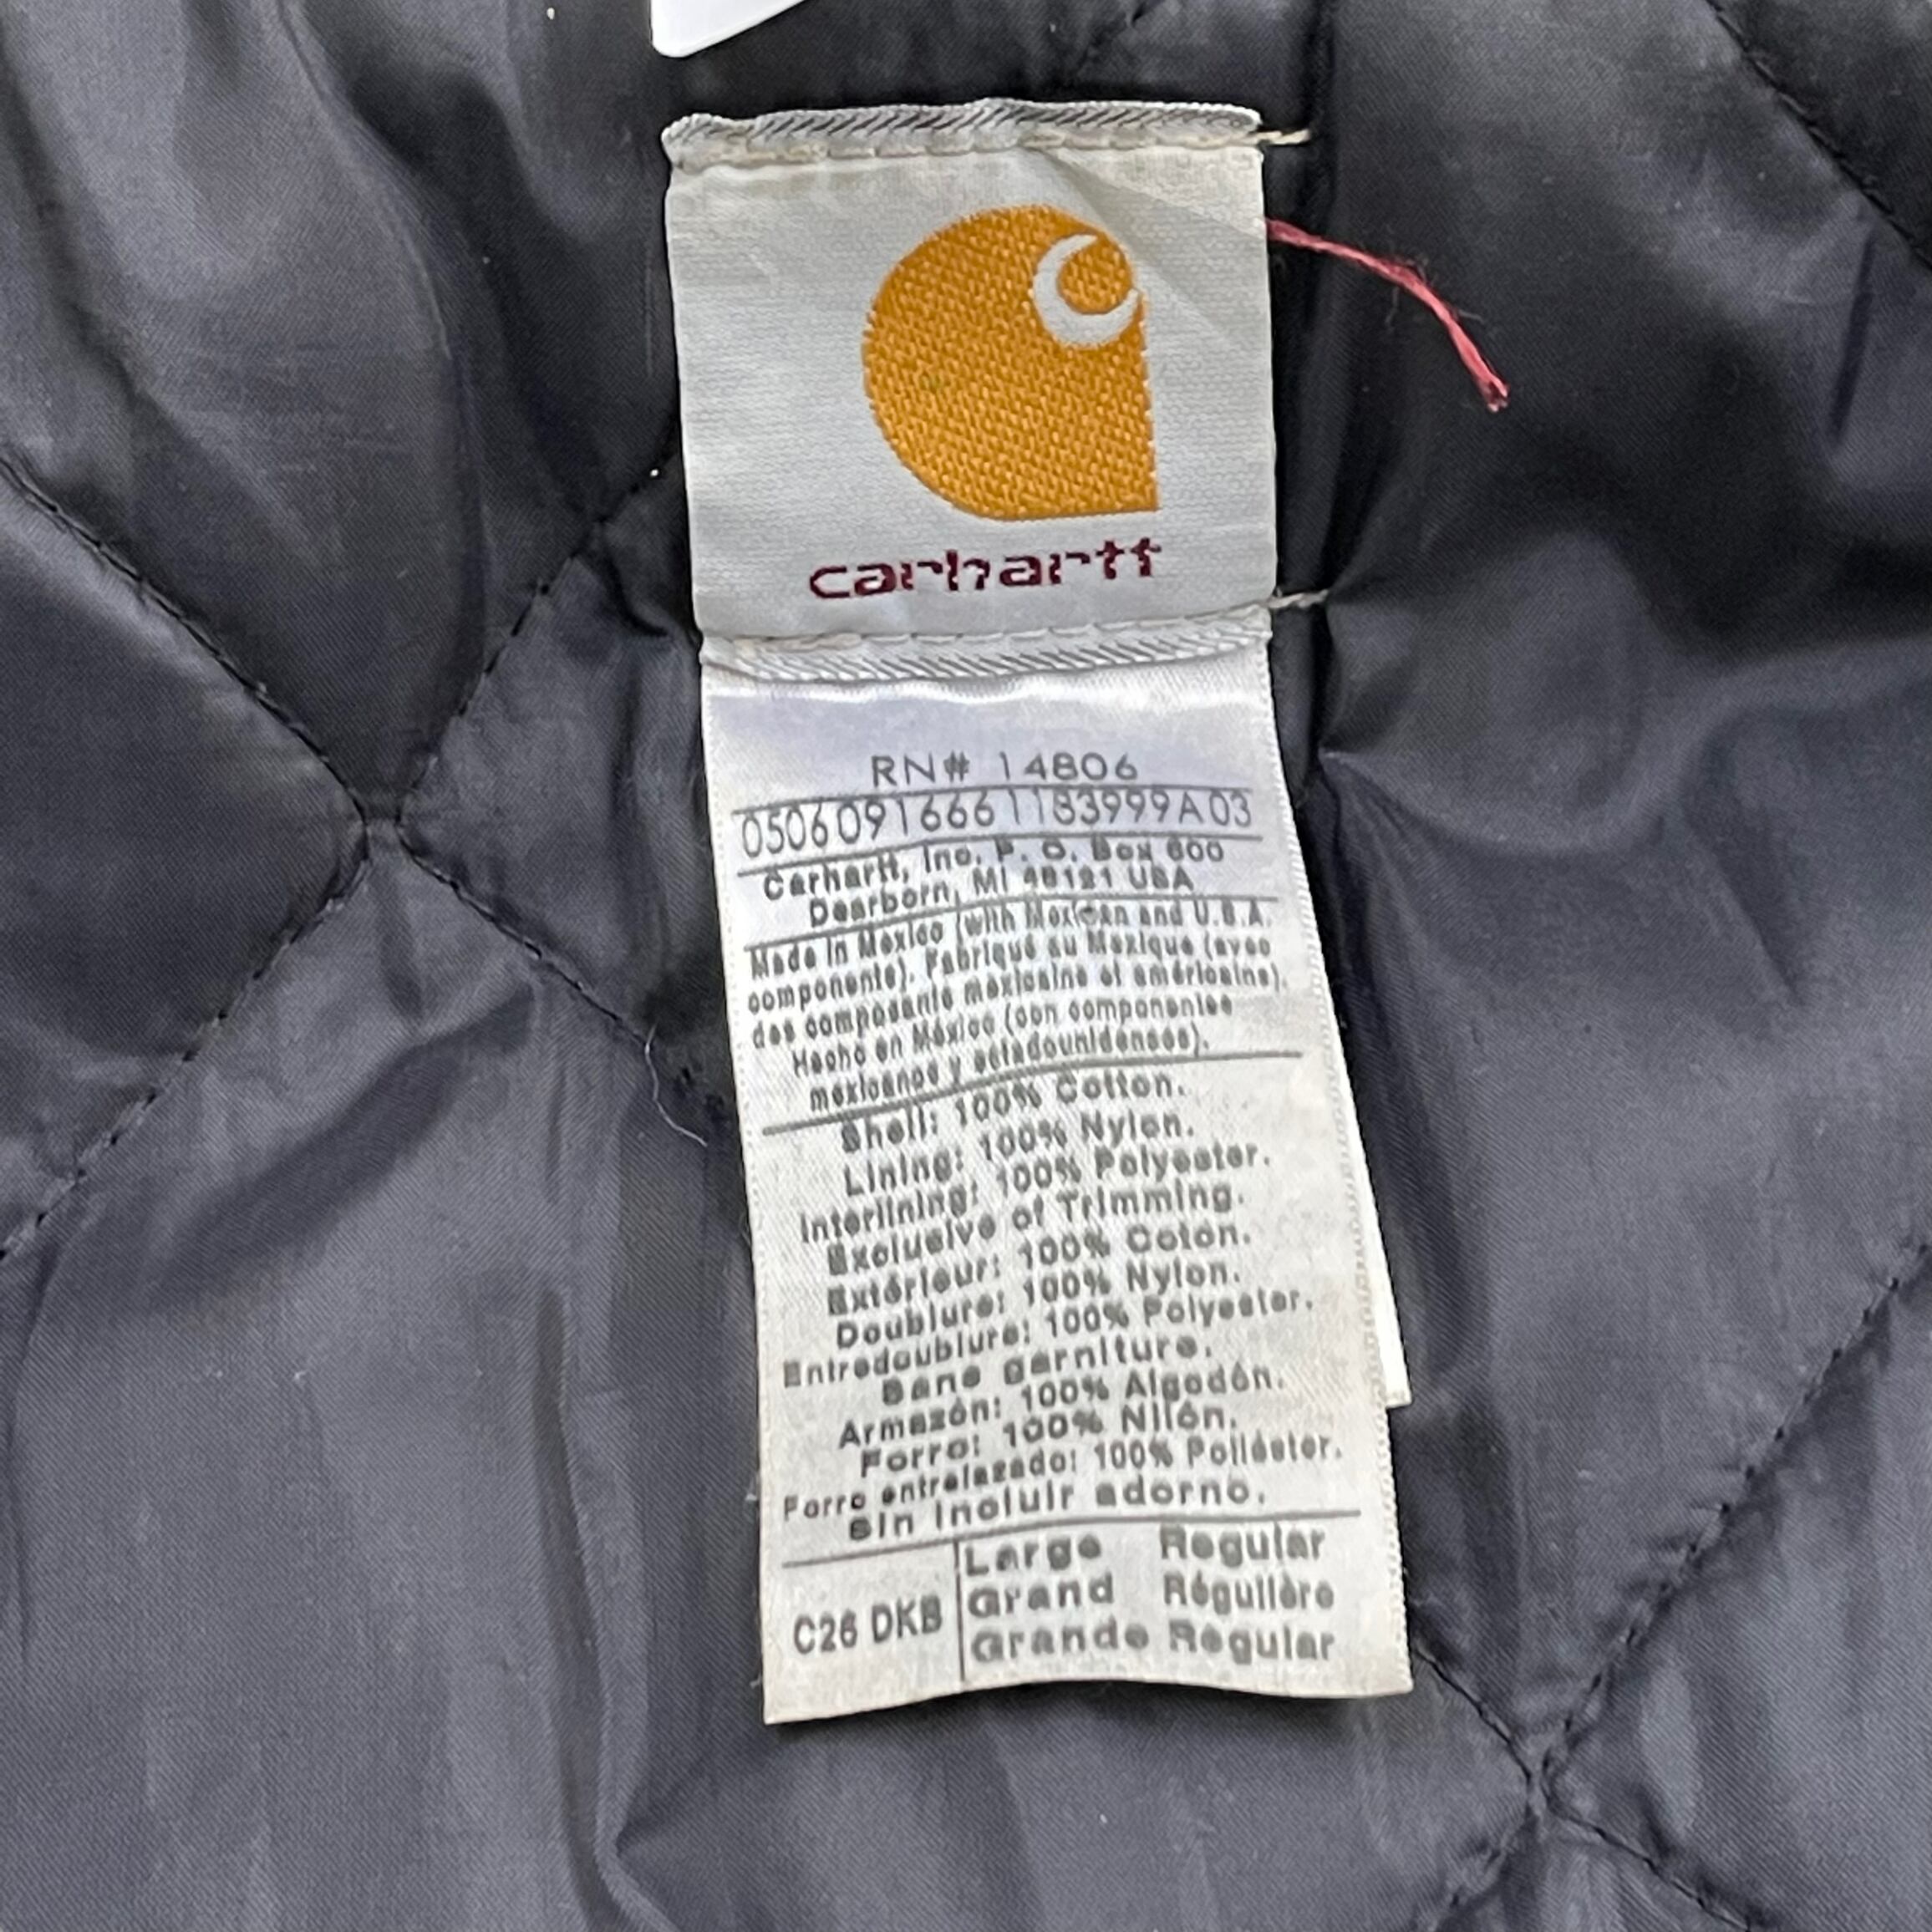 carhartt
RN# 14806
05060916661183999A03
Carhartt, Inc. P. O. Box 600
Dearborn, MI 48121 USA
Made in Mexico (with Mexican and U.S.A.
components). Fabriqué au Mexique (avec
des composants mexicains et américains).
Hecho en México (con componentes
mexicanos y estadounidenses).
Shell: 100% Cotton.
Lining: 100% Nylon.
Interlining: 100% Polyester.
Exclusive of Trimming.
Extérieur: 100% Coton.
Doublure: 100% Nylon.
Entredoublure: 100% Polyester.
Sans garniture.
Armazón: 100% Algodón.
Forro: 100% Nilón.
Forro entrelazado: 100% Poliéster.
Sin incluir adorno.
C26 DKB
Large Regular
Grand Régulière
Grande Regular